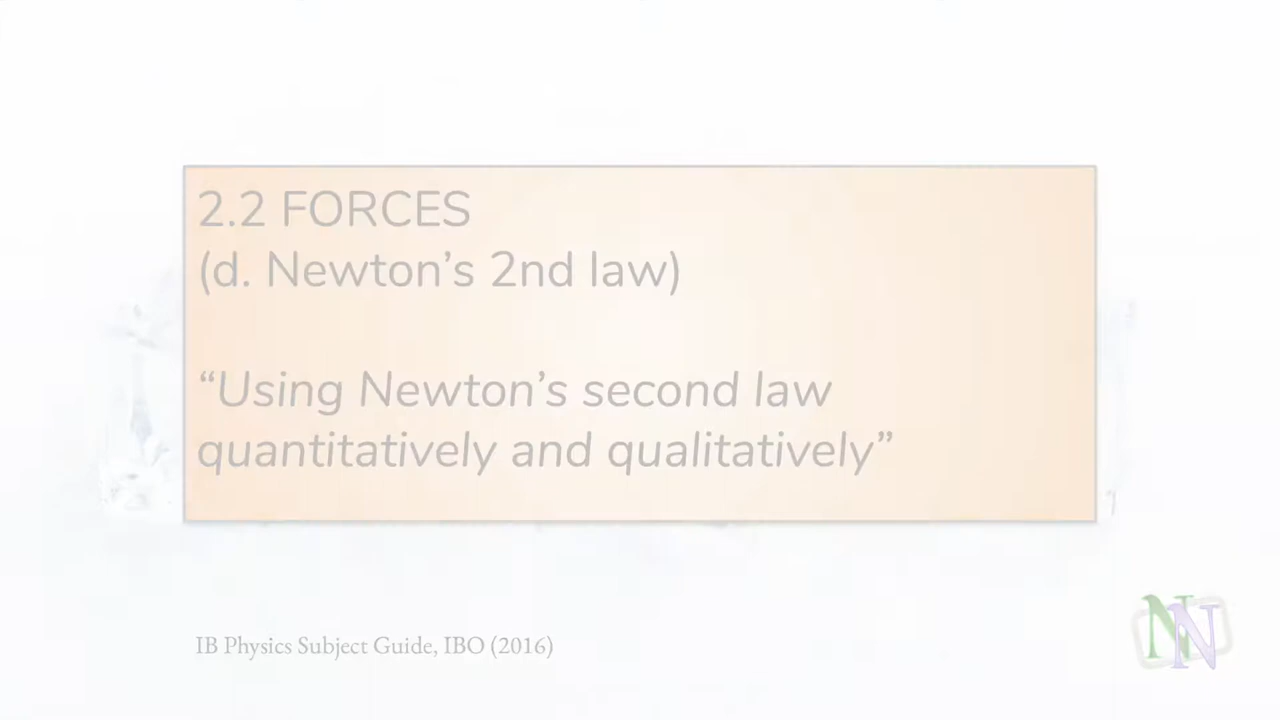 2.2 FORCES
(d. Newton’s 2nd law)
“Using Newton’s second law
quantitatively and qualitatively”
IB Physics Subject Guide, IBO (2016)
NN